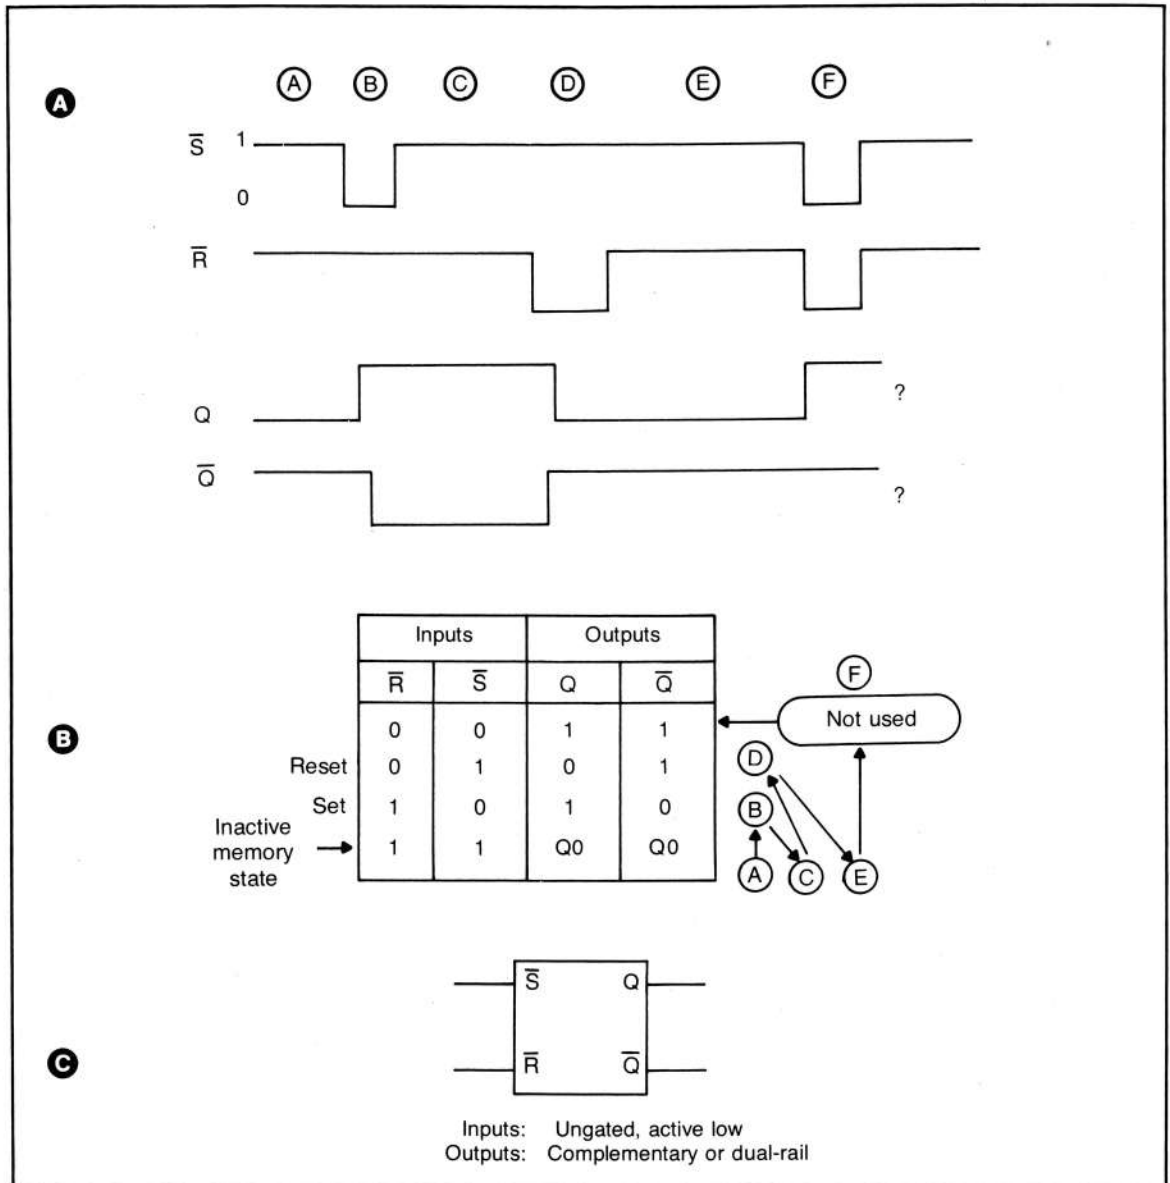 A
A B C D E F
S̅ 1
0
R̅
Q ?
Q̅ ?
B
Inputs Outputs
R̅ S̅ Q Q̅
0 0 1 1
Reset 0 1 0 1
Set 1 0 1 0
Inactive
memory
state
1 1 Q0 Q0
F
Not used
D
B
A C E
C
S̅ Q
R̅ Q̅
Inputs: Ungated, active low
Outputs: Complementary or dual-rail